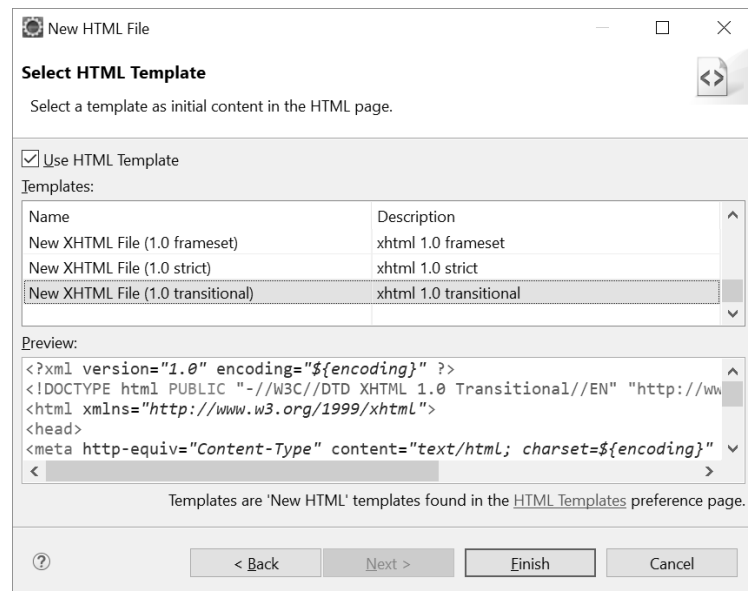 New HTML File
Select HTML Template
Select a template as initial content in the HTML page.
Use HTML Template
Templates:
Name Description
New XHTML File (1.0 frameset) xhtml 1.0 frameset
New XHTML File (1.0 strict) xhtml 1.0 strict
New XHTML File (1.0 transitional) xhtml 1.0 transitional
Preview:
<?xml version="1.0" encoding="${encoding}" ?>
<!DOCTYPE html PUBLIC "-//W3C//DTD XHTML 1.0 Transitional//EN" "http://ww
<html xmlns="http://www.w3.org/1999/xhtml">
<head>
<meta http-equiv="Content-Type" content="text/html; charset=${encoding}"
Templates are 'New HTML' templates found in the HTML Templates preference page.
? < Back Next > Finish Cancel